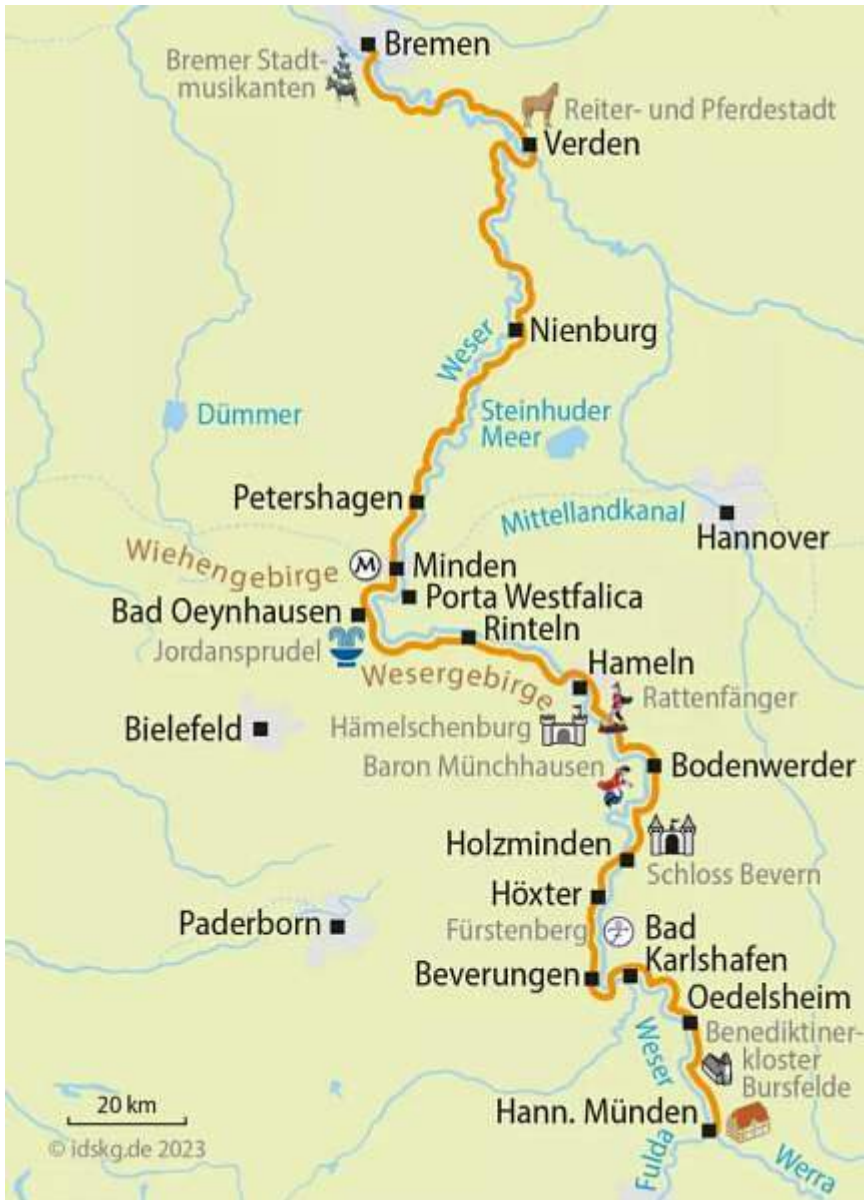 Bremen
Bremer Stadt-
musikanten
Reiter- und Pferdestadt
Verden
Weser
Nienburg
Dümmer
Steinhuder
Meer
Petershagen
Mittellandkanal
Hannover
Wiehengebirge
M
Minden
Porta Westfalica
Bad Oeynhausen
Rinteln
Jordansprudel
Wesergebirge
Hameln
Rattenfänger
Bielefeld
Hämelschenburg
Baron Münchhausen
Bodenwerder
Holzminden
Schloss Bevern
Höxter
Paderborn
Fürstenberg
Bad
Karlshafen
Beverungen
Oedelsheim
Weser
Benediktiner-
kloster
Bursfelde
20 km
Hann. Münden
© idskg.de 2023
Fulda
Werra